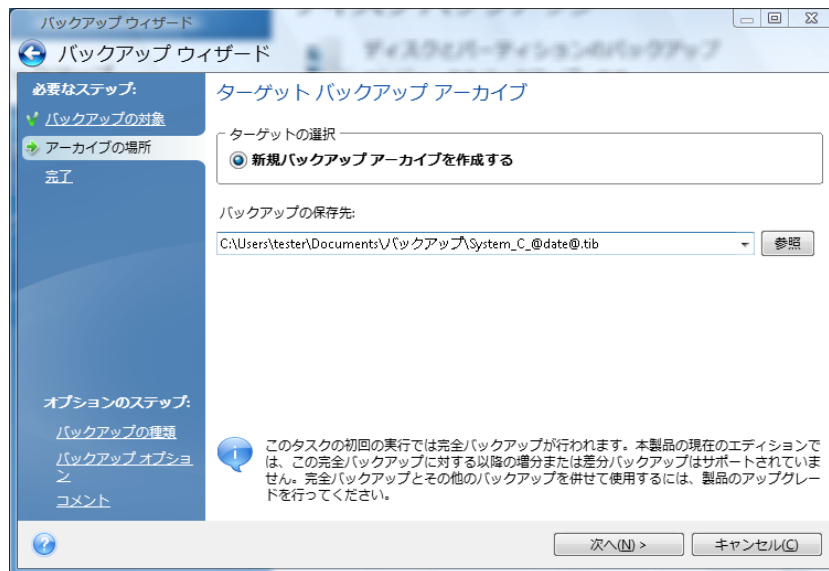 バックアップ ウィザード
ディスクとパーティションのバックアップ
バックアップ ウィザード
必要なステップ:
バックアップの対象
アーカイブの場所
完了
ターゲット バックアップ アーカイブ
ターゲットの選択
新規バックアップ アーカイブを作成する
バックアップの保存先:
C:\Users\tester\Documents\バックアップ\System_C_@date@.tib
参照
オプションのステップ:
バックアップの種類
バックアップ オプショ
ン
コメント
このタスクの初回の実行では完全バックアップが行われます。本製品の現在のエディションで
は、この完全バックアップに対する以降の増分または差分バックアップはサポートされていま
せん。完全バックアップとその他のバックアップを併せて使用するには、製品のアップグレー
ドを行ってください。
次へ(N) >
キャンセル(C)